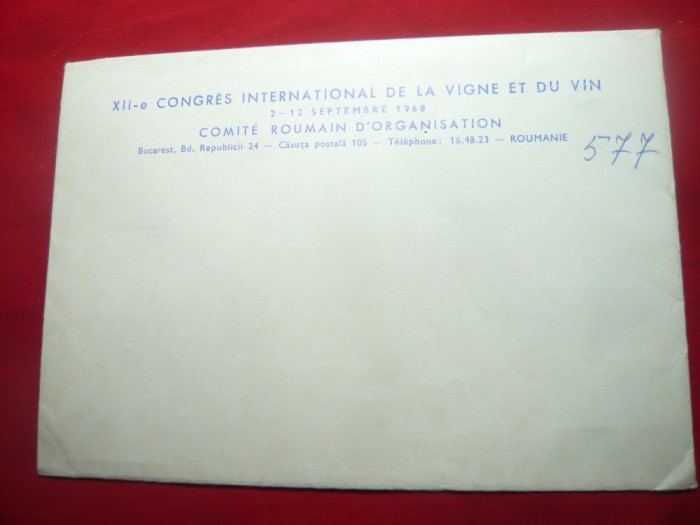 XII-e CONGRÈS INTERNATIONAL DE LA VIGNE ET DU VIN
2—12 SEPTEMBRE 1968
COMITÉ ROUMAIN D'ORGANISATION
Bucarest, Bd. Republicii 24 — Căsuța poștală 105 — Téléphone: 16.48.23 — ROUMANIE
577